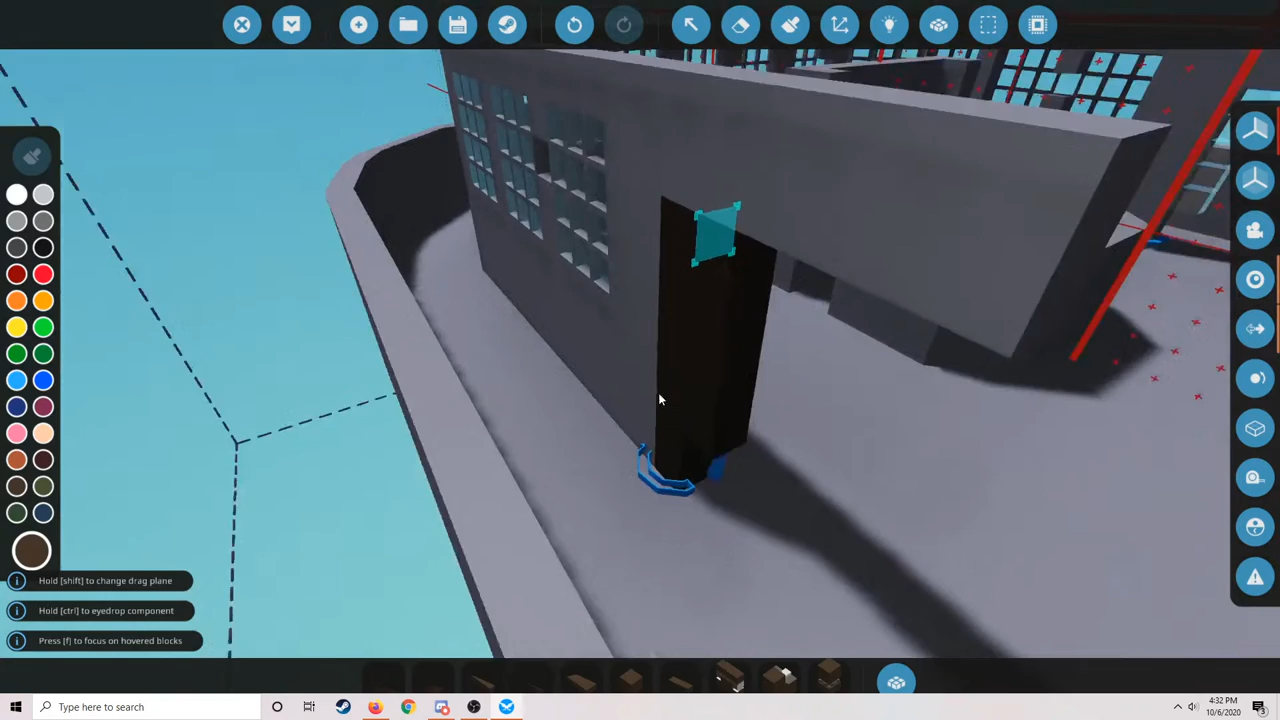 Hold [shift] to change drag plane
Hold [ctrl] to eyedrop component
Press [f] to focus on hovered blocks
Type here to search
4:32 PM
10/6/2020
3